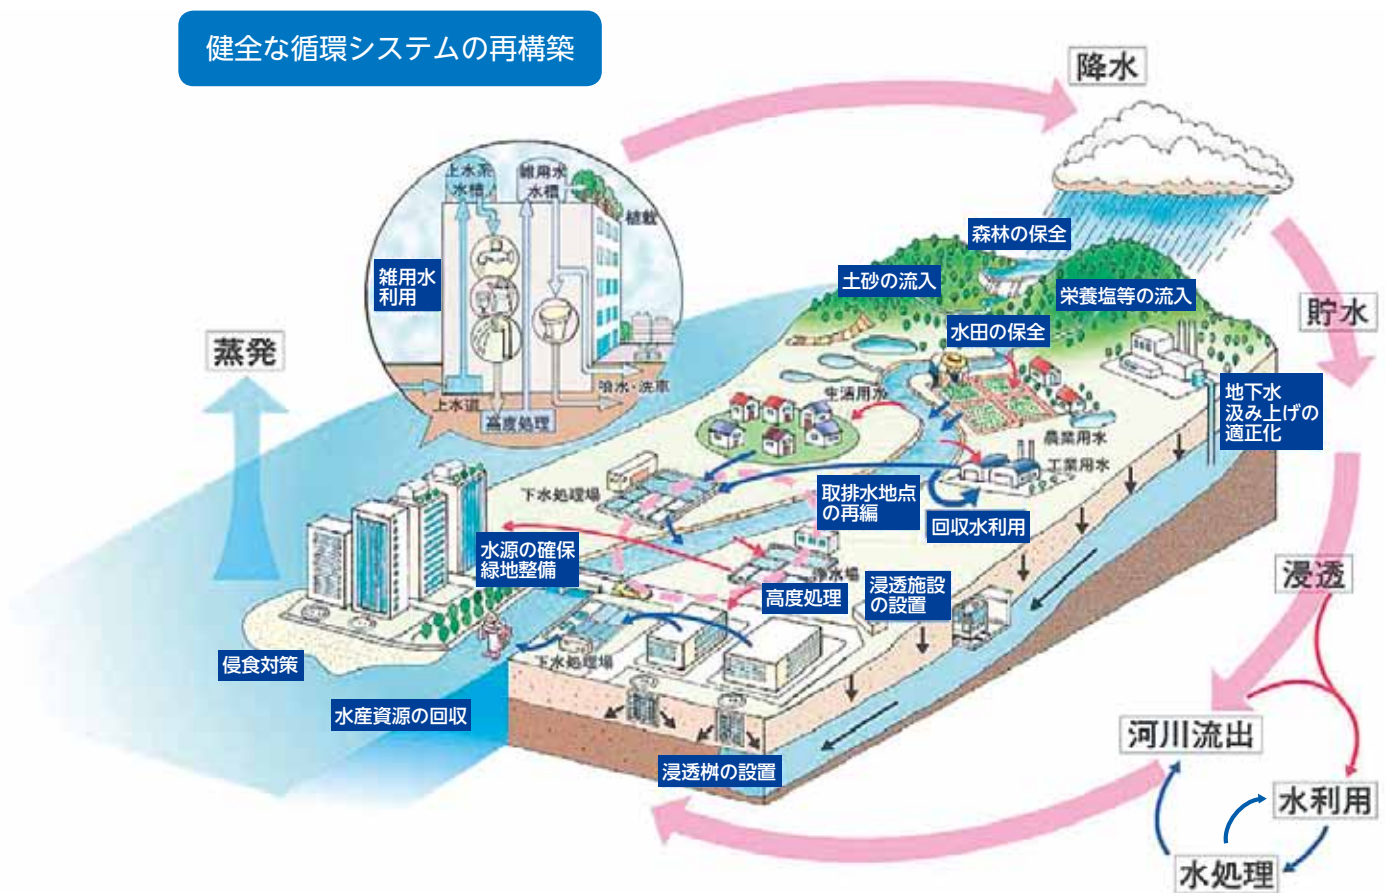 健全な循環システムの再構築
降水
上水系
水槽
雑用水
水槽
植栽
雑用水
利用
上水道
高度処理
噴水・洗車
蒸発
森林の保全
土砂の流入
栄養塩等の流入
水田の保全
貯水
地下水
汲み上げの
適正化
生活用水
農業用水
工業用水
下水処理場
取排水地点
の再編
回収水利用
水源の確保
緑地整備
浄水場
高度処理
浸透施設
の設置
浸透
下水処理場
侵食対策
水産資源の回収
浸透桝の設置
河川流出
水利用
水処理